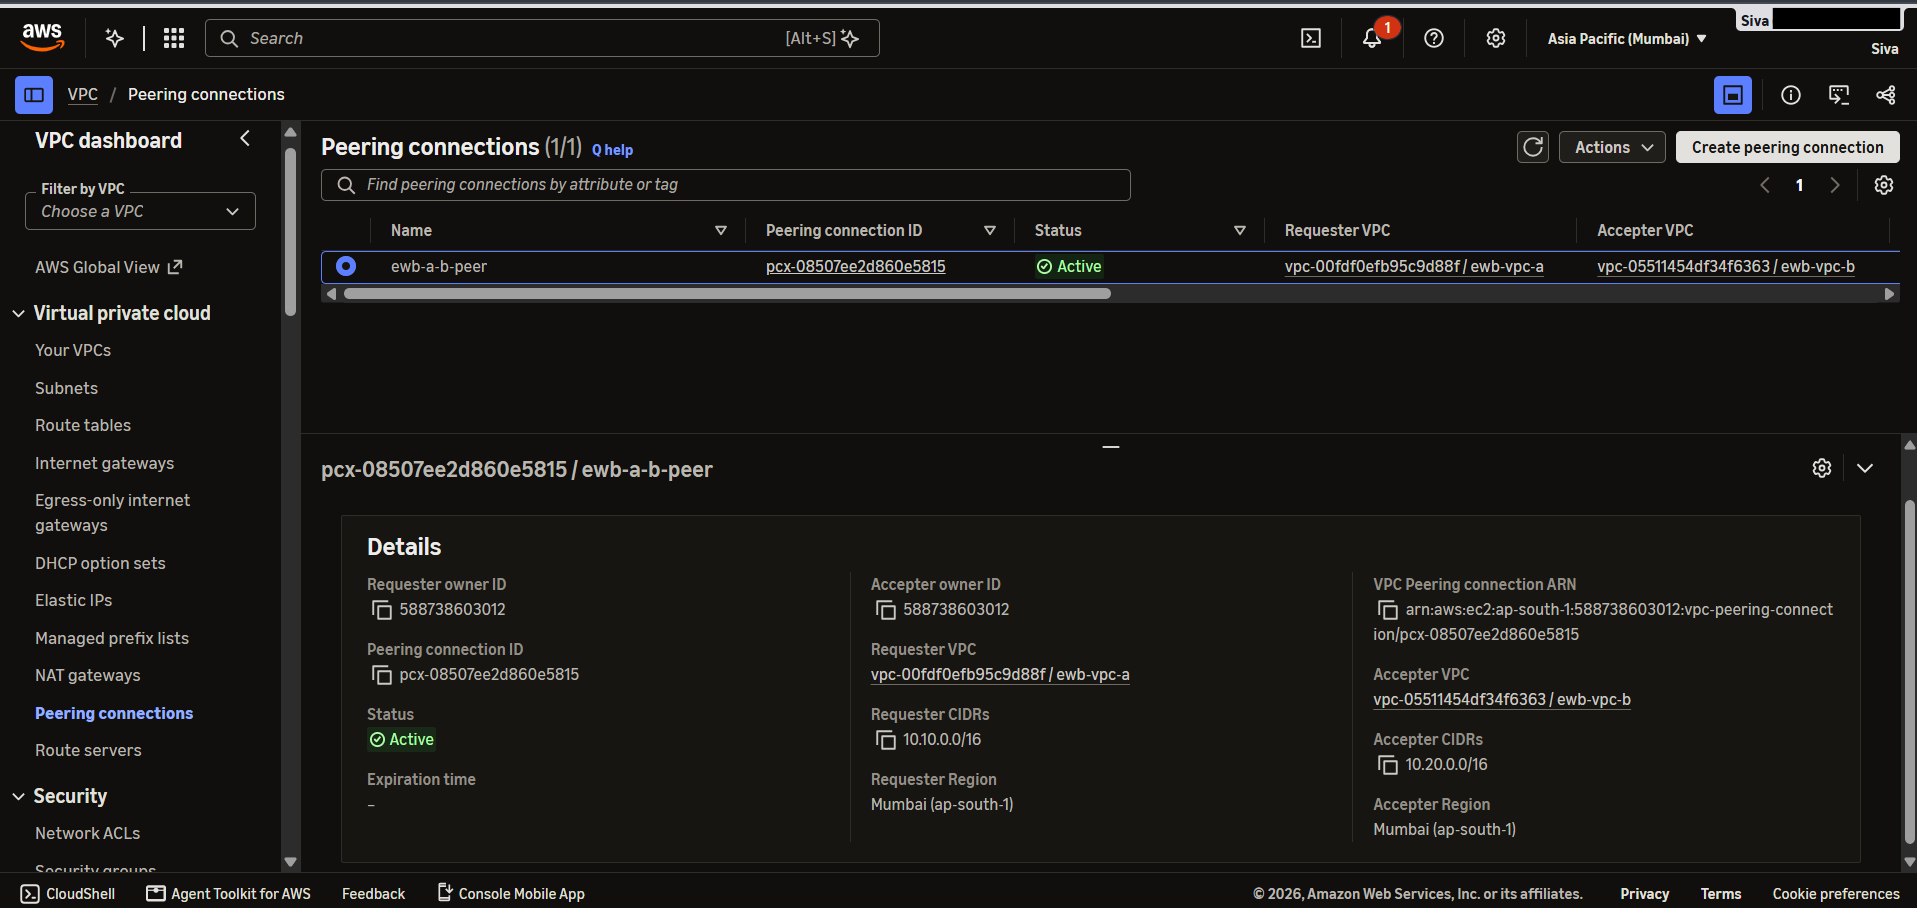 aws
Search
[Alt+S]
1
Asia Pacific (Mumbai)
Siva
Siva
VPC / Peering connections
VPC dashboard
Filter by VPC
Choose a VPC
AWS Global View
Virtual private cloud
Your VPCs
Subnets
Route tables
Internet gateways
Egress-only internet
gateways
DHCP option sets
Elastic IPs
Managed prefix lists
NAT gateways
Peering connections
Route servers
Security
Network ACLs
Security groups
Peering connections (1/1) Q help
Actions
Create peering connection
Find peering connections by attribute or tag
1
Name Peering connection ID Status Requester VPC Accepter VPC
ewb-a-b-peer pcx-08507ee2d860e5815 Active vpc-00fdf0efb95c9d88f / ewb-vpc-a vpc-05511454df34f6363 / ewb-vpc-b
pcx-08507ee2d860e5815 / ewb-a-b-peer
Details
Requester owner ID
588738603012
Peering connection ID
pcx-08507ee2d860e5815
Status
Active
Expiration time
–
Accepter owner ID
588738603012
Requester VPC
vpc-00fdf0efb95c9d88f / ewb-vpc-a
Requester CIDRs
10.10.0.0/16
Requester Region
Mumbai (ap-south-1)
VPC Peering connection ARN
arn:aws:ec2:ap-south-1:588738603012:vpc-peering-connect
ion/pcx-08507ee2d860e5815
Accepter VPC
vpc-05511454df34f6363 / ewb-vpc-b
Accepter CIDRs
10.20.0.0/16
Accepter Region
Mumbai (ap-south-1)
CloudShell Agent Toolkit for AWS Feedback Console Mobile App © 2026, Amazon Web Services, Inc. or its affiliates. Privacy Terms Cookie preferences